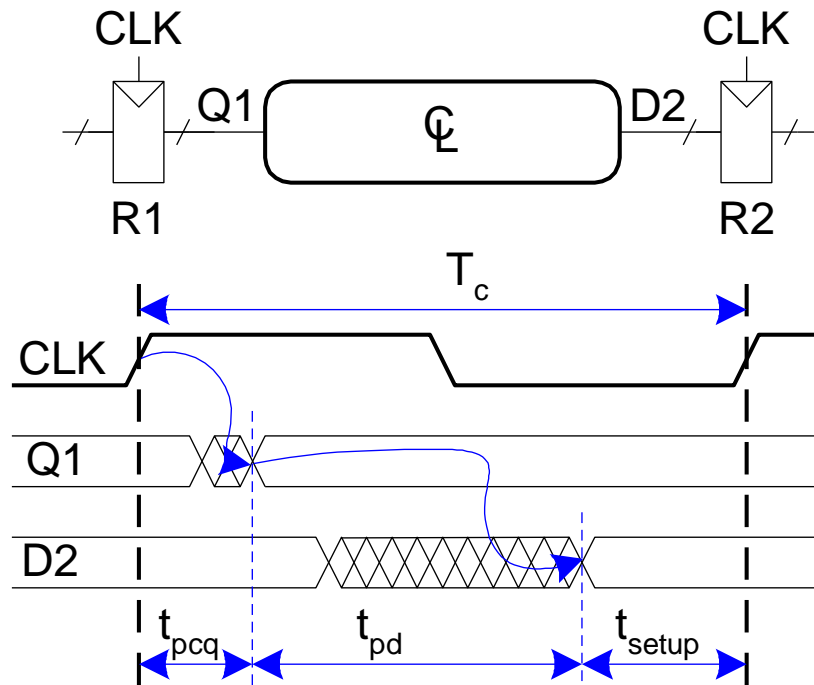 CLK CLK
Q1 CL D2
R1 R2
Tc
CLK
Q1
D2
tpcq tpd tsetup